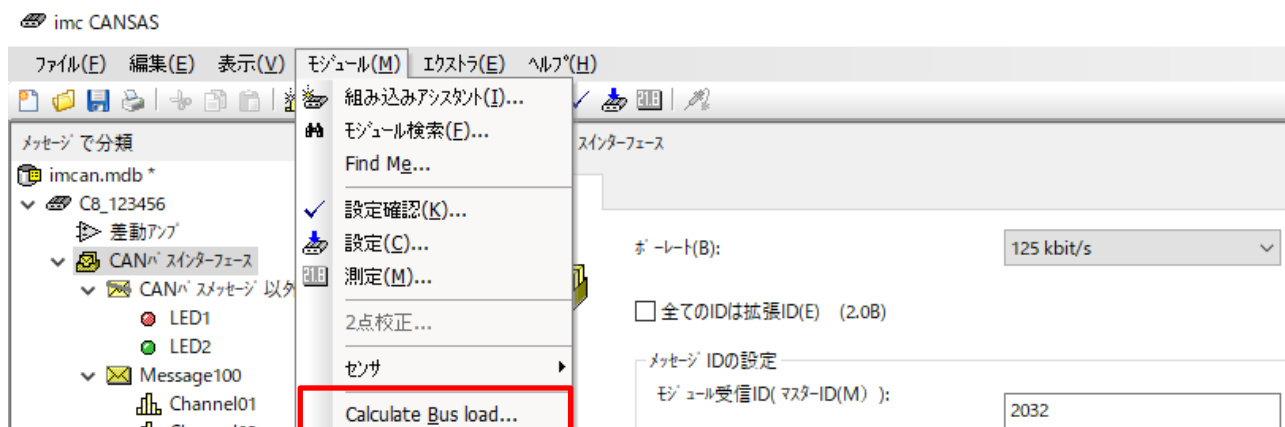 imc CANSAS
ファイル(F) 編集(E) 表示(V) モジュール(M) エクストラ(E) ヘルプ(H)
メッセージで分類
imcan.mdb *
C8_123456
差動アンプ
CANバスインターフェース
CANバスメッセージ以外
LED1
LED2
Message100
Channel01
組み込みアシスタント(I)...
モジュール検索(F)...
Find Me...
設定確認(K)...
設定(C)...
測定(M)...
2点校正...
センサ
Calculate Bus load...
スインターフェース
ボーレート(B):
125 kbit/s
全てのIDは拡張ID(E) (2.0B)
メッセージIDの設定
モジュール受信ID(マスターID(M)):
2032